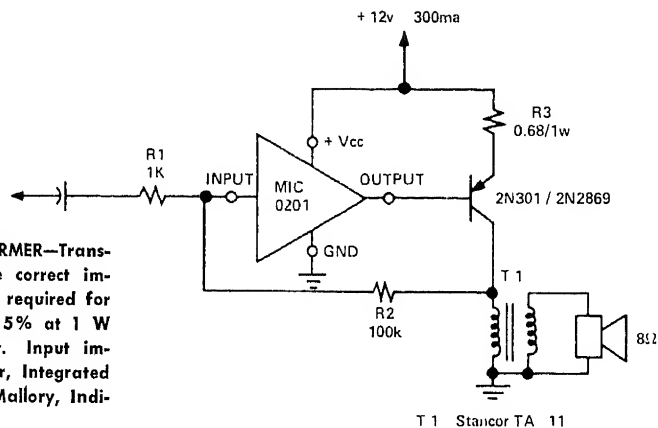 + 12v 300ma
R3
0.68/1w
+ Vcc
R1
1K
INPUT
MIC
0201
OUTPUT
2N301 / 2N2869
GND
RMER—Trans-
e correct im-
required for
5% at 1 W
r. Input im-
r, Integrated
Mallory, Indi-
R2
100k
T 1
8Ω
T 1 Stancor TA 11